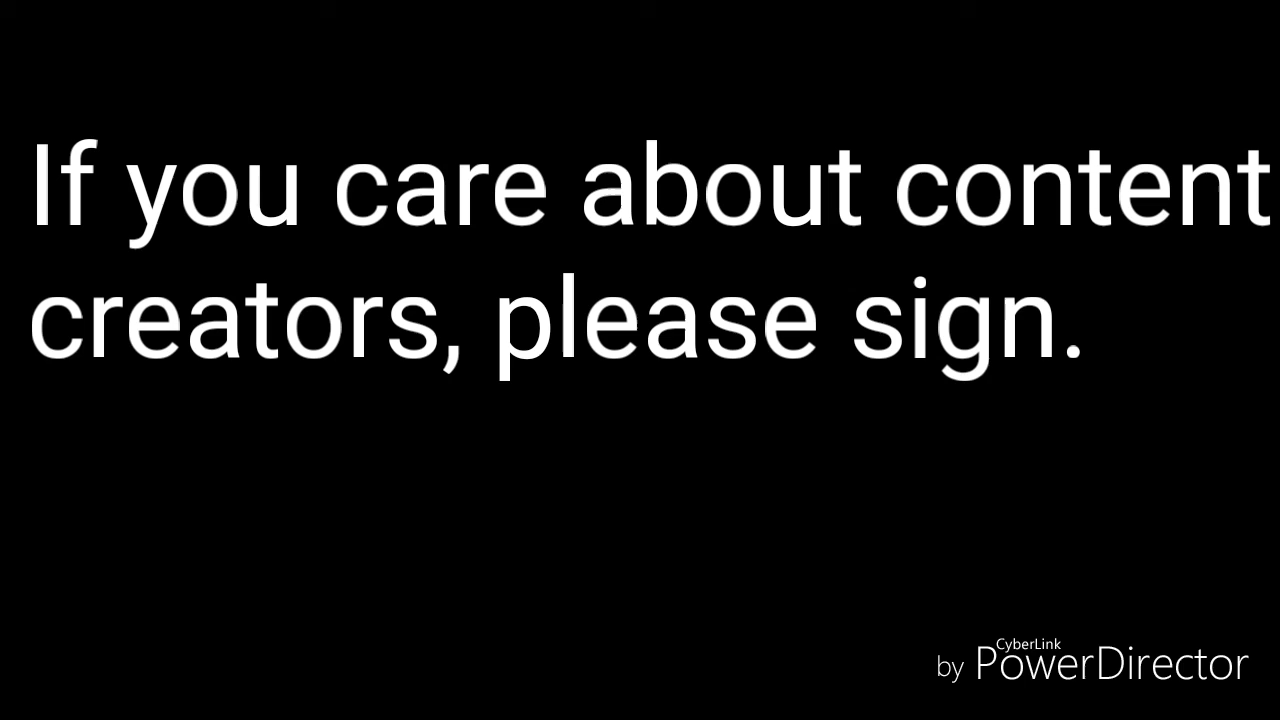 If you care about content
creators, please sign.
CyberLink
by PowerDirector